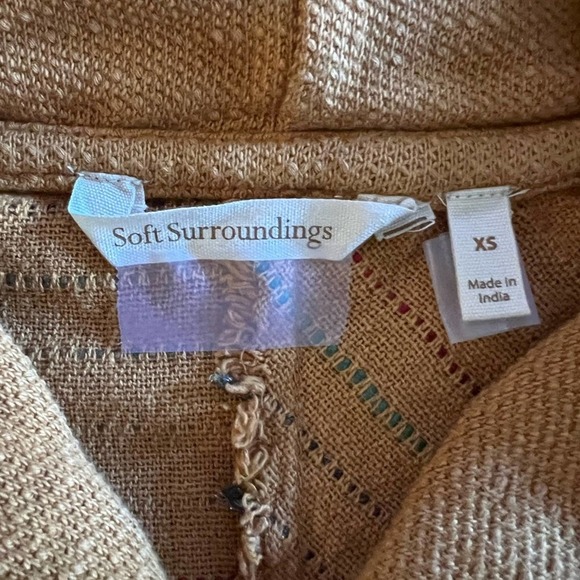 Soft Surroundings
XS
Made in
India